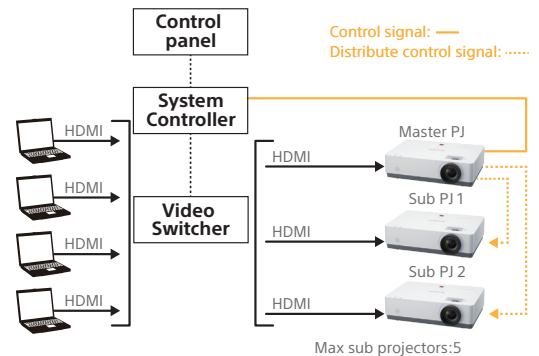 Control
panel
Control signal:
Distribute control signal:
System
Controller
HDMI
Master PJ
HDMI
HDMI
Sub PJ 1
Video
Switcher
HDMI
HDMI
Sub PJ 2
HDMI
HDMI
Max sub projectors:5